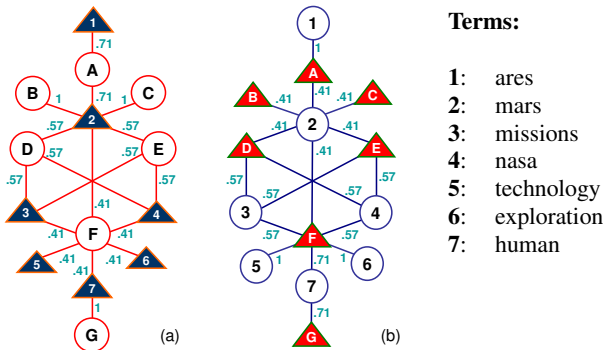 1
.71
A
B 1 .71 1 C
2
.57 .57
D .57 .57 E
.57 .57
.41
3 4
.41 F .41
5 .41 .41 6
.41
7
1
G
(a)
1
1
A
B .41 .41 .41 C
.41 2 .41
D .41 E
.57 .57
.57 .57
3 4
.57 F .57
5 1 .71 1 6
7
.71
G
(b)
Terms:
1: ares
2: mars
3: missions
4: nasa
5: technology
6: exploration
7: human